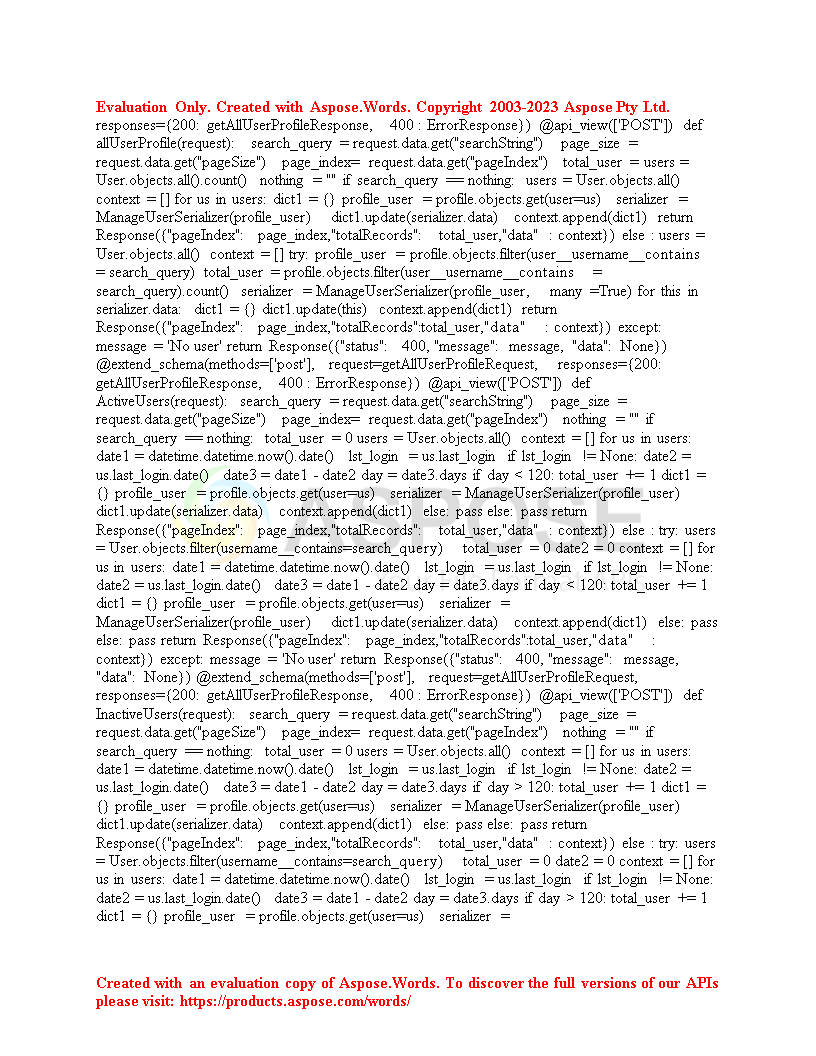 Evaluation Only. Created with Aspose.Words. Copyright 2003-2023 Aspose Pty Ltd.
responses={200: getAllUserProfileResponse, 400 : ErrorResponse}) @api_view(['POST']) def
allUserProfile(request): search_query = request.data.get("searchString") page_size =
request.data.get("pageSize") page_index= request.data.get("pageIndex") total_user = users =
User.objects.all().count() nothing = "" if search_query == nothing: users = User.objects.all()
context = [] for us in users: dict1 = {} profile_user = profile.objects.get(user=us) serializer =
ManageUserSerializer(profile_user) dict1.update(serializer.data) context.append(dict1) return
Response({"pageIndex": page_index,"totalRecords": total_user,"data" : context}) else : users =
User.objects.all() context = [] try: profile_user = profile.objects.filter(user__username__contains
= search_query) total_user = profile.objects.filter(user__username__contains =
search_query).count() serializer = ManageUserSerializer(profile_user, many =True) for this in
serializer.data: dict1 = {} dict1.update(this) context.append(dict1) return
Response({"pageIndex": page_index,"totalRecords":total_user,"data" : context}) except:
message = 'No user' return Response({"status": 400, "message": message, "data": None})
@extend_schema(methods=['post'], request=getAllUserProfileRequest, responses={200:
getAllUserProfileResponse, 400 : ErrorResponse}) @api_view(['POST']) def
ActiveUsers(request): search_query = request.data.get("searchString") page_size =
request.data.get("pageSize") page_index= request.data.get("pageIndex") nothing = "" if
search_query == nothing: total_user = 0 users = User.objects.all() context = [] for us in users:
date1 = datetime.datetime.now().date() lst_login = us.last_login if lst_login != None: date2 =
us.last_login.date() date3 = date1 - date2 day = date3.days if day < 120: total_user += 1 dict1 =
{} profile_user = profile.objects.get(user=us) serializer = ManageUserSerializer(profile_user)
dict1.update(serializer.data) context.append(dict1) else: pass else: pass return
Response({"pageIndex": page_index,"totalRecords": total_user,"data" : context}) else : try: users
= User.objects.filter(username__contains=search_query) total_user = 0 date2 = 0 context = [] for
us in users: date1 = datetime.datetime.now().date() lst_login = us.last_login if lst_login != None:
date2 = us.last_login.date() date3 = date1 - date2 day = date3.days if day < 120: total_user += 1
dict1 = {} profile_user = profile.objects.get(user=us) serializer =
ManageUserSerializer(profile_user) dict1.update(serializer.data) context.append(dict1) else: pass
else: pass return Response({"pageIndex": page_index,"totalRecords":total_user,"data" :
context}) except: message = 'No user' return Response({"status": 400, "message": message,
"data": None}) @extend_schema(methods=['post'], request=getAllUserProfileRequest,
responses={200: getAllUserProfileResponse, 400 : ErrorResponse}) @api_view(['POST']) def
InactiveUsers(request): search_query = request.data.get("searchString") page_size =
request.data.get("pageSize") page_index= request.data.get("pageIndex") nothing = "" if
search_query == nothing: total_user = 0 users = User.objects.all() context = [] for us in users:
date1 = datetime.datetime.now().date() lst_login = us.last_login if lst_login != None: date2 =
us.last_login.date() date3 = date1 - date2 day = date3.days if day > 120: total_user += 1 dict1 =
{} profile_user = profile.objects.get(user=us) serializer = ManageUserSerializer(profile_user)
dict1.update(serializer.data) context.append(dict1) else: pass else: pass return
Response({"pageIndex": page_index,"totalRecords": total_user,"data" : context}) else : try: users
= User.objects.filter(username__contains=search_query) total_user = 0 date2 = 0 context = [] for
us in users: date1 = datetime.datetime.now().date() lst_login = us.last_login if lst_login != None:
date2 = us.last_login.date() date3 = date1 - date2 day = date3.days if day > 120: total_user += 1
dict1 = {} profile_user = profile.objects.get(user=us) serializer =
ASPOSE
Created with an evaluation copy of Aspose.Words. To discover the full versions of our APIs
please visit: https://products.aspose.com/words/